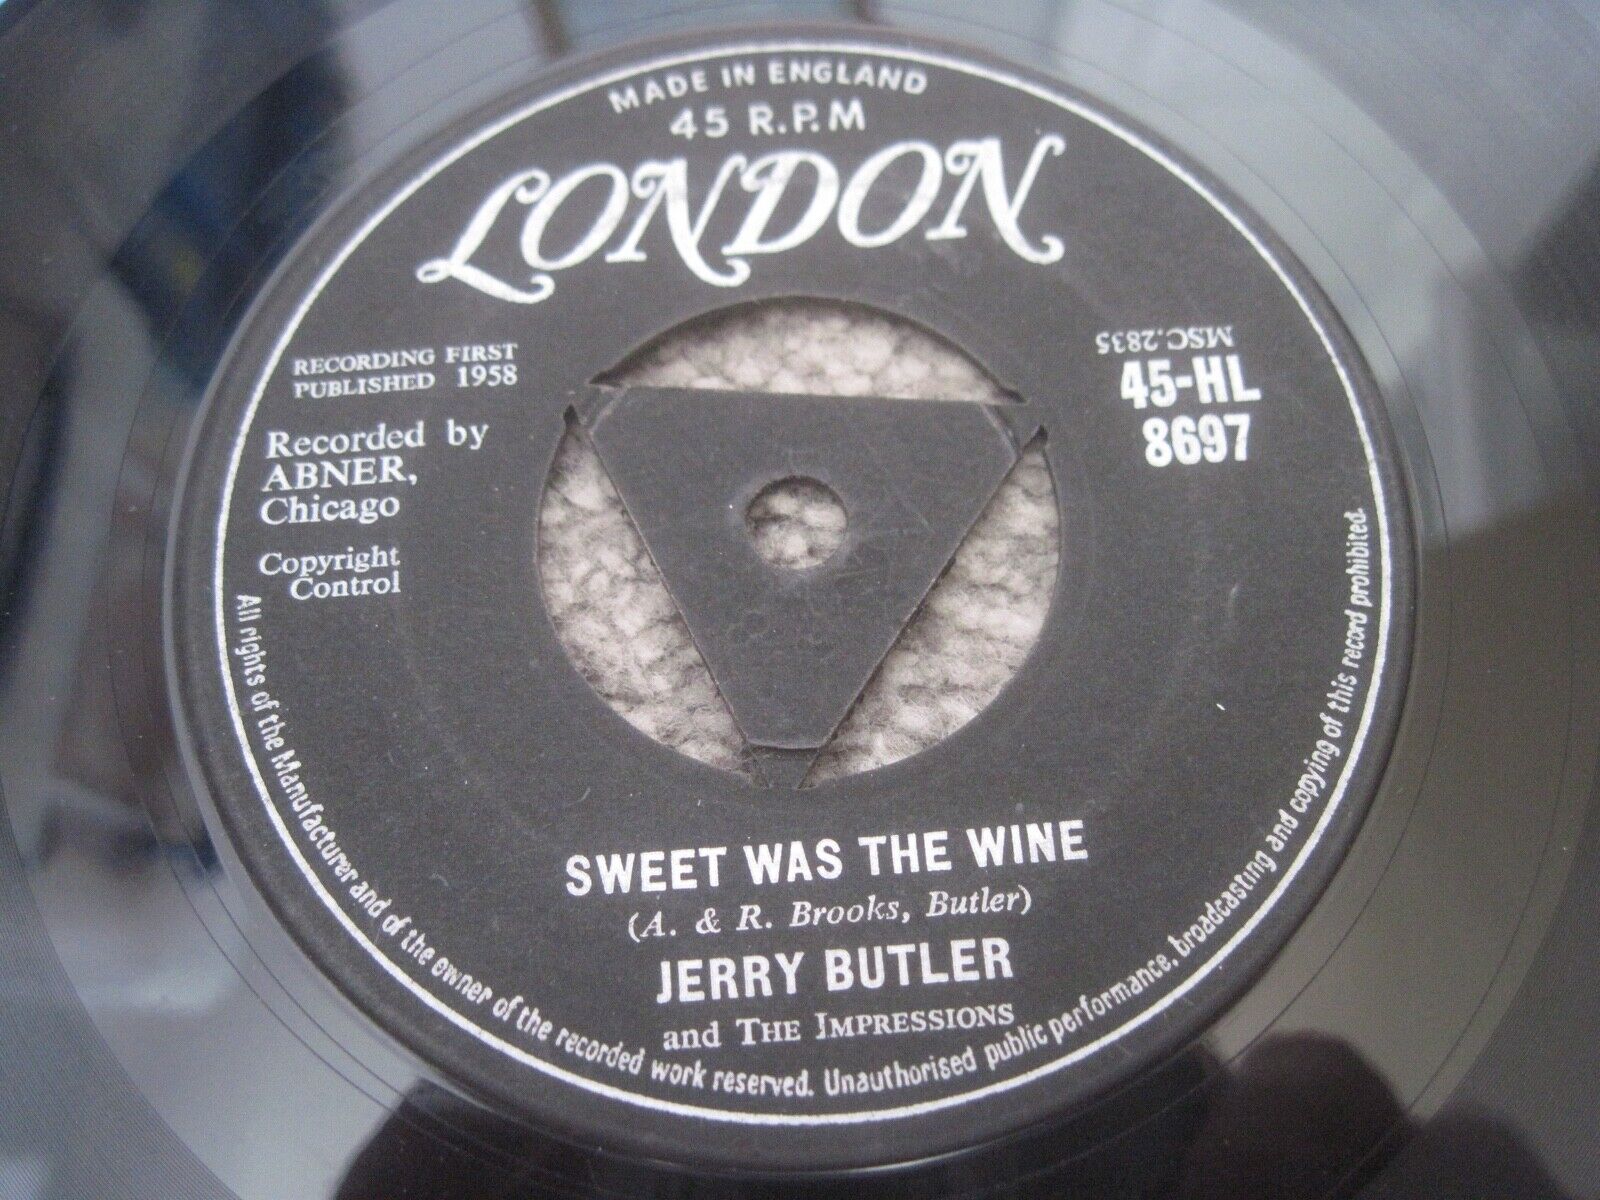 MADE IN ENGLAND
45 R.P.M
LONDON
RECORDING FIRST
PUBLISHED 1958
Recorded by
ABNER,
Chicago
Copyright
Control
MSC.2835
45-HL
8697
SWEET WAS THE WINE
(A. & R. Brooks, Butler)
JERRY BUTLER
and THE IMPRESSIONS
All rights of the Manufacturer and of the owner of the recorded work reserved. Unauthorised public performance, broadcasting and copying of this record prohibited.